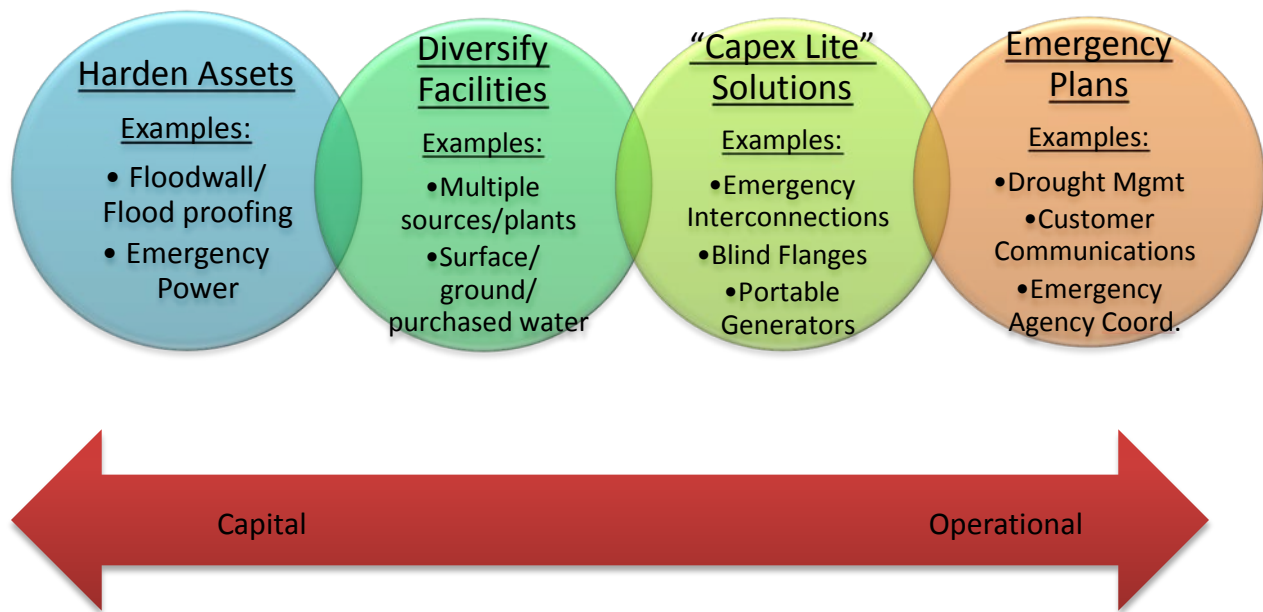 Harden Assets
Examples:
• Floodwall/
Flood proofing
• Emergency
Power
Diversify
Facilities
Examples:
•Multiple
sources/plants
•Surface/
ground/
purchased water
“Capex Lite”
Solutions
Examples:
•Emergency
Interconnections
•Blind Flanges
•Portable
Generators
Emergency
Plans
Examples:
•Drought Mgmt
•Customer
Communications
•Emergency
Agency Coord.
Capital
Operational